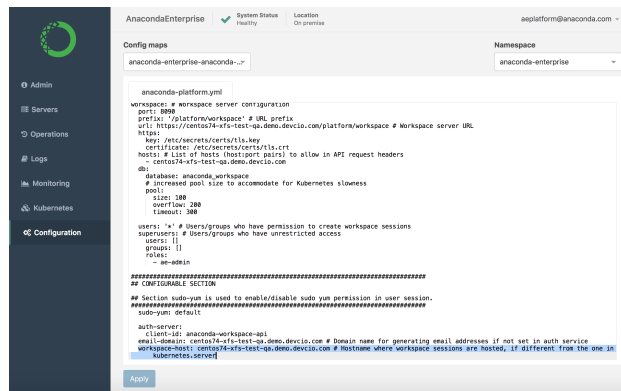 AnacondaEnterprise
System Status
Healthy
Location
On premise
aeplatform@anaconda.com
Config maps
anaconda-enterprise-anaconda-...
Namespace
anaconda-enterprise
Admin
Servers
Operations
Logs
Monitoring
Kubernetes
Configuration
anaconda-platform.yml
workspace: # Workspace server configuration
port: 8090
prefix: '/platform/workspace' # URL prefix
url: https://centos74-xfs-test-qa.demo.devcio.com/platform/workspace # Workspace server URL
https:
key: /etc/secrets/certs/tls.key
certificate: /etc/secrets/certs/tls.crt
hosts: # List of hosts (host:port pairs) to allow in API request headers
- centos74-xfs-test-qa.demo.devcio.com
db:
database: anaconda_workspace
# increased pool size to accommodate for Kubernetes slowness
pool:
size: 100
overflow: 200
timeout: 300
users: '*' # Users/groups who have permission to create workspace sessions
superusers: # Users/groups who have unrestricted access
users: []
groups: []
roles:
- ae-admin
################################################################################
## CONFIGURABLE SECTION
## Section sudo-yum is used to enable/disable sudo yum permission in user session.
################################################################################
sudo-yum: default
auth-server:
client-id: anaconda-workspace-api
email-domain: centos74-xfs-test-qa.demo.devcio.com # Domain name for generating email addresses if not set in auth service
workspace-host: centos74-xfs-test-qa.demo.devcio.com # Hostname where workspace sessions are hosted, if different from the one in
kubernetes.server
Apply